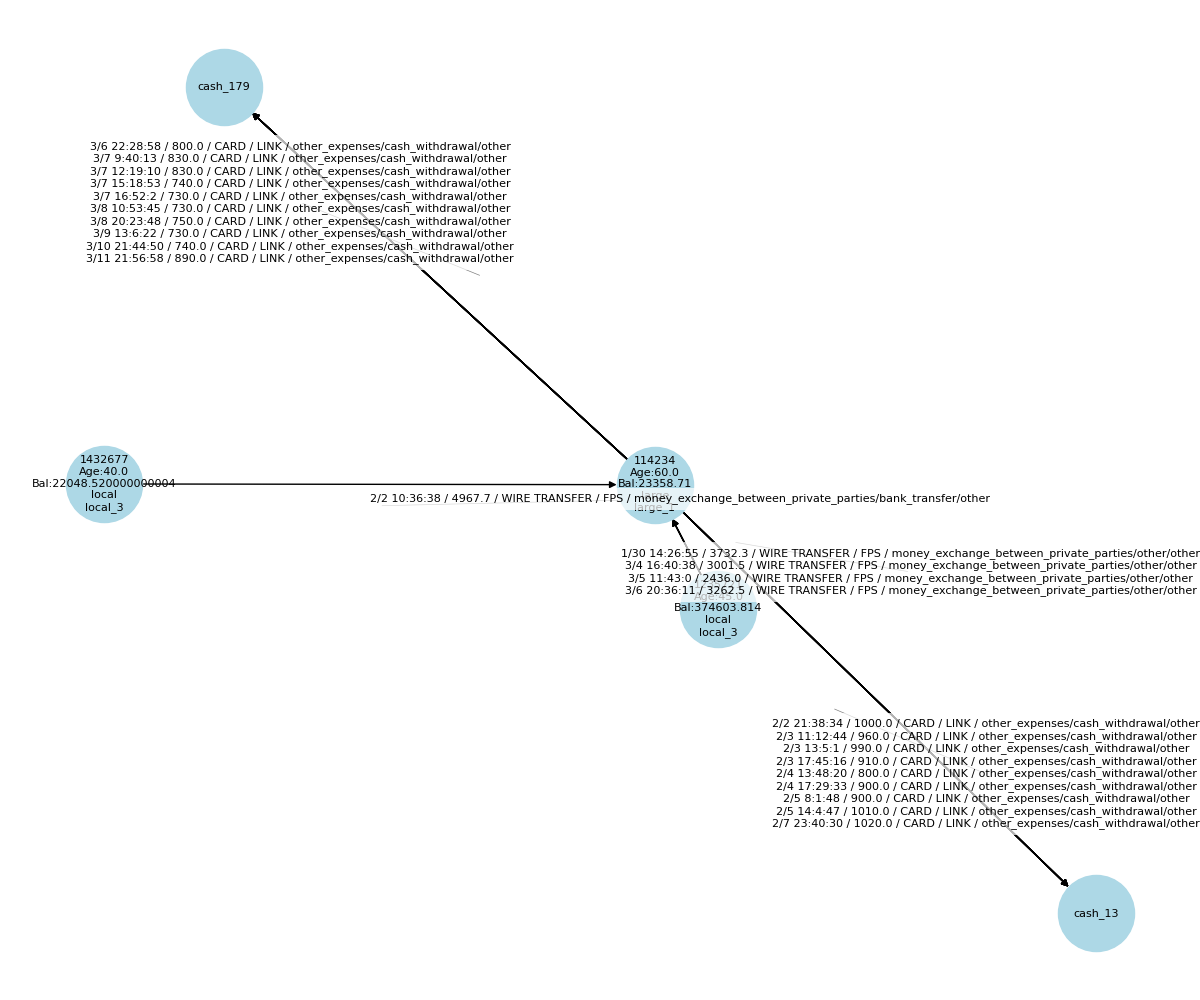 cash_179
3/6 22:28:58 / 800.0 / CARD / LINK / other_expenses/cash_withdrawal/other
3/7 9:40:13 / 830.0 / CARD / LINK / other_expenses/cash_withdrawal/other
3/7 12:19:10 / 830.0 / CARD / LINK / other_expenses/cash_withdrawal/other
3/7 15:18:53 / 740.0 / CARD / LINK / other_expenses/cash_withdrawal/other
3/7 16:52:2 / 730.0 / CARD / LINK / other_expenses/cash_withdrawal/other
3/8 10:53:45 / 730.0 / CARD / LINK / other_expenses/cash_withdrawal/other
3/8 20:23:48 / 750.0 / CARD / LINK / other_expenses/cash_withdrawal/other
3/9 13:6:22 / 730.0 / CARD / LINK / other_expenses/cash_withdrawal/other
3/10 21:44:50 / 740.0 / CARD / LINK / other_expenses/cash_withdrawal/other
3/11 21:56:58 / 890.0 / CARD / LINK / other_expenses/cash_withdrawal/other
1432677
Age:40.0
Bal:22048.520000000004
local
local_3
114234
Age:60.0
Bal:23358.71
large
large_1
2/2 10:36:38 / 4967.7 / WIRE TRANSFER / FPS / money_exchange_between_private_parties/bank_transfer/other
1/30 14:26:55 / 3732.3 / WIRE TRANSFER / FPS / money_exchange_between_private_parties/other/other
3/4 16:40:38 / 3001.5 / WIRE TRANSFER / FPS / money_exchange_between_private_parties/other/other
3/5 11:43:0 / 2436.0 / WIRE TRANSFER / FPS / money_exchange_between_private_parties/other/other
3/6 20:36:11 / 3262.5 / WIRE TRANSFER / FPS / money_exchange_between_private_parties/other/other
Age:45.0
Bal:374603.814
local
local_3
2/2 21:38:34 / 1000.0 / CARD / LINK / other_expenses/cash_withdrawal/other
2/3 11:12:44 / 960.0 / CARD / LINK / other_expenses/cash_withdrawal/other
2/3 13:5:1 / 990.0 / CARD / LINK / other_expenses/cash_withdrawal/other
2/3 17:45:16 / 910.0 / CARD / LINK / other_expenses/cash_withdrawal/other
2/4 13:48:20 / 800.0 / CARD / LINK / other_expenses/cash_withdrawal/other
2/4 17:29:33 / 900.0 / CARD / LINK / other_expenses/cash_withdrawal/other
2/5 8:1:48 / 900.0 / CARD / LINK / other_expenses/cash_withdrawal/other
2/5 14:4:47 / 1010.0 / CARD / LINK / other_expenses/cash_withdrawal/other
2/7 23:40:30 / 1020.0 / CARD / LINK / other_expenses/cash_withdrawal/other
cash_13